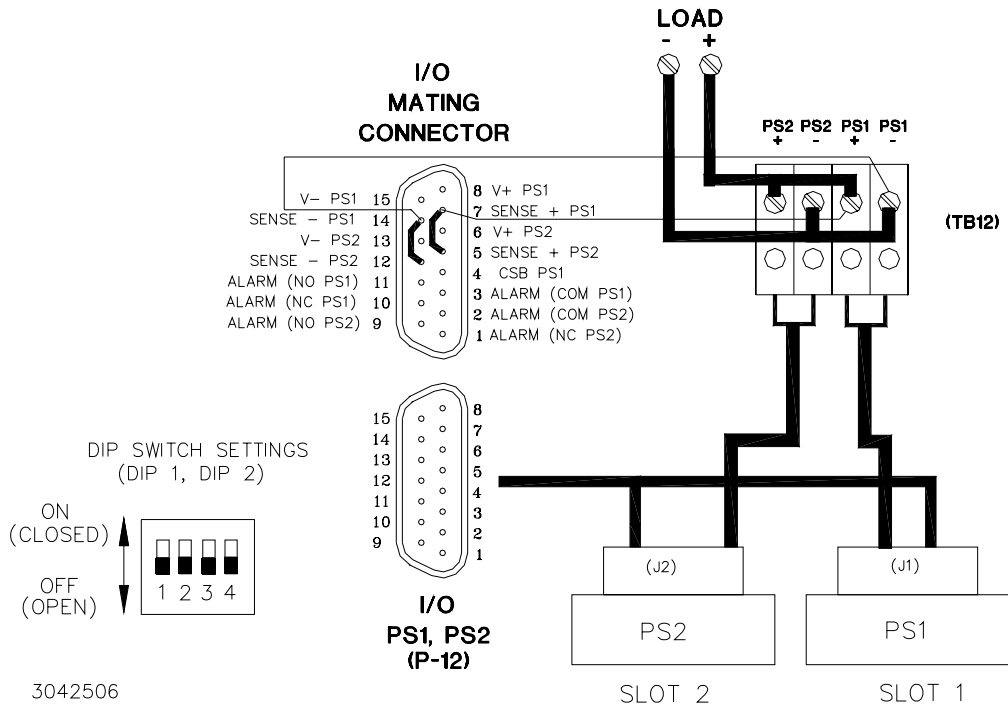 LOAD
- +
I/O
MATING
CONNECTOR
PS2 PS2 PS1 PS1
+ - + -
(TB12)
V- PS1 15
SENSE - PS1 14
V- PS2 13
SENSE - PS2 12
ALARM (NO PS1) 11
ALARM (NC PS1) 10
ALARM (NO PS2) 9
8 V+ PS1
7 SENSE + PS1
6 V+ PS2
5 SENSE + PS2
4 CSB PS1
3 ALARM (COM PS1)
2 ALARM (COM PS2)
1 ALARM (NC PS2)
15
14
13
12
11
10
9
8
7
6
5
4
3
2
1
I/O
PS1, PS2
(P-12)
DIP SWITCH SETTINGS
(DIP 1, DIP 2)
ON
(CLOSED)
OFF
(OPEN)
1 2 3 4
(J2)
PS2
SLOT 2
(J1)
PS1
SLOT 1
3042506